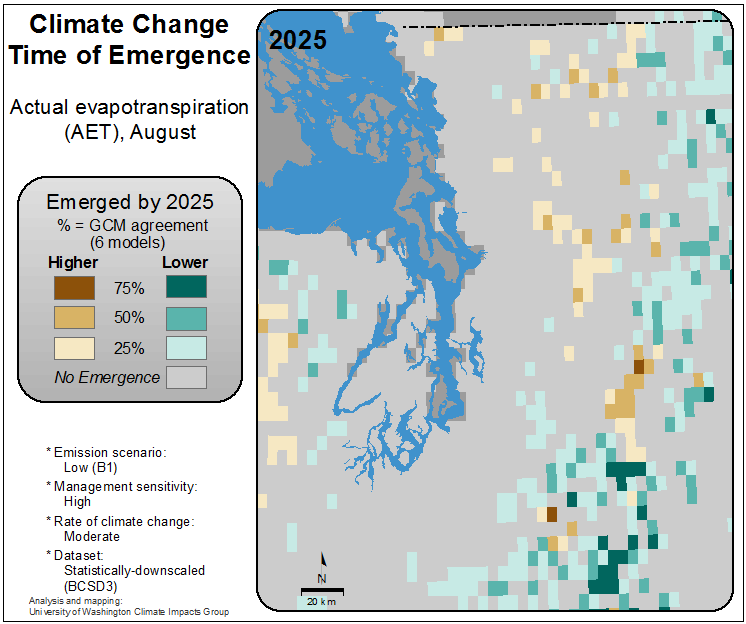 Climate Change
Time of Emergence
Actual evapotranspiration
(AET), August
Emerged by 2025
% = GCM agreement
(6 models)
Higher Lower
75%
50%
25%
No Emergence
* Emission scenario:
Low (B1)
* Management sensitivity:
High
* Rate of climate change:
Moderate
* Dataset:
Statistically-downscaled
(BCSD3)
Analysis and mapping:
University of Washington Climate Impacts Group
2025
N
20 km